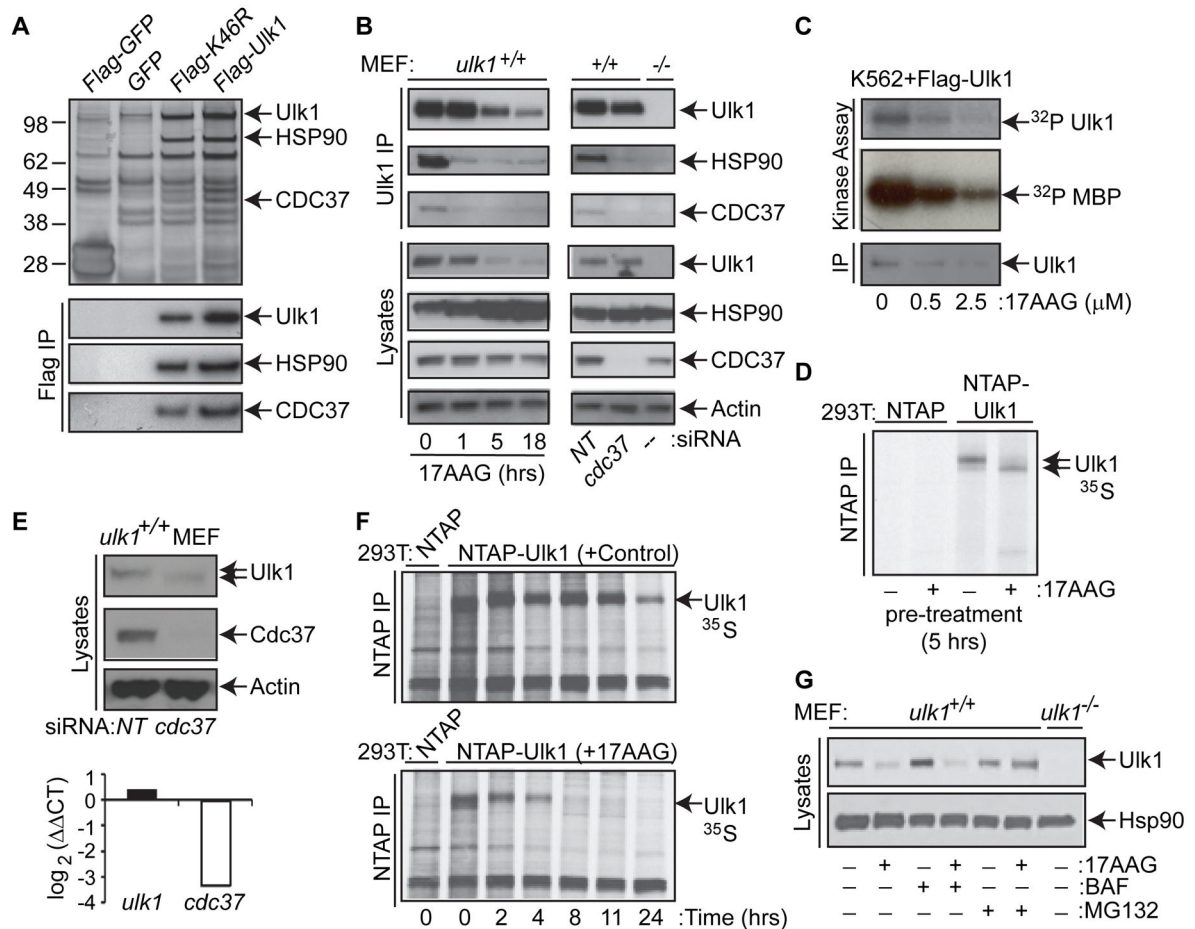 A
Flag-GFP
GFP
Flag-K46R
Flag-Ulk1
98
62
49
38
28
Ulk1
HSP90
CDC37
Flag IP
Ulk1
HSP90
CDC37
B
MEF: ulk1+/+ +/+ -/-
Ulk1 IP
Ulk1
HSP90
CDC37
Lysates
Ulk1
HSP90
CDC37
Actin
0 1 5 18 NT cdc37 -- :siRNA
17AAG (hrs)
C
K562+Flag-Ulk1
Kinase Assay
32P Ulk1
32P MBP
IP
Ulk1
0 0.5 2.5 :17AAG (μM)
D
293T: NTAP NTAP-Ulk1
NTAP IP
Ulk1
35S
– + – + :17AAG
pre-treatment
(5 hrs)
E
ulk1+/+ MEF
Lysates
Ulk1
Cdc37
Actin
siRNA: NT cdc37
log2 (ΔΔCT)
1
0
-1
-2
-3
-4
ulk1 cdc37
F
293T: NTAP NTAP-Ulk1 (+Control)
NTAP IP
Ulk1
35S
293T: NTAP NTAP-Ulk1 (+17AAG)
NTAP IP
Ulk1
35S
0 0 2 4 8 11 24 :Time (hrs)
G
MEF: ulk1+/+ ulk1-/-
Lysates
Ulk1
Hsp90
– + – + – + – :17AAG
– – + + – – – :BAF
– – – – + + – :MG132